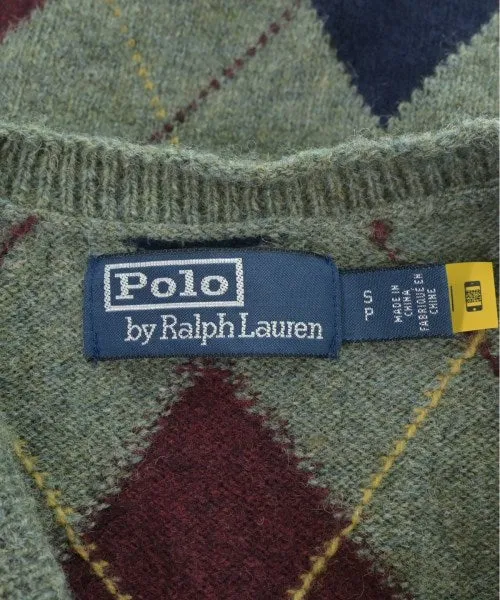 Polo
by Ralph Lauren
S
P
MADE IN
CHINA
FABRIQUÉ EN
CHINE